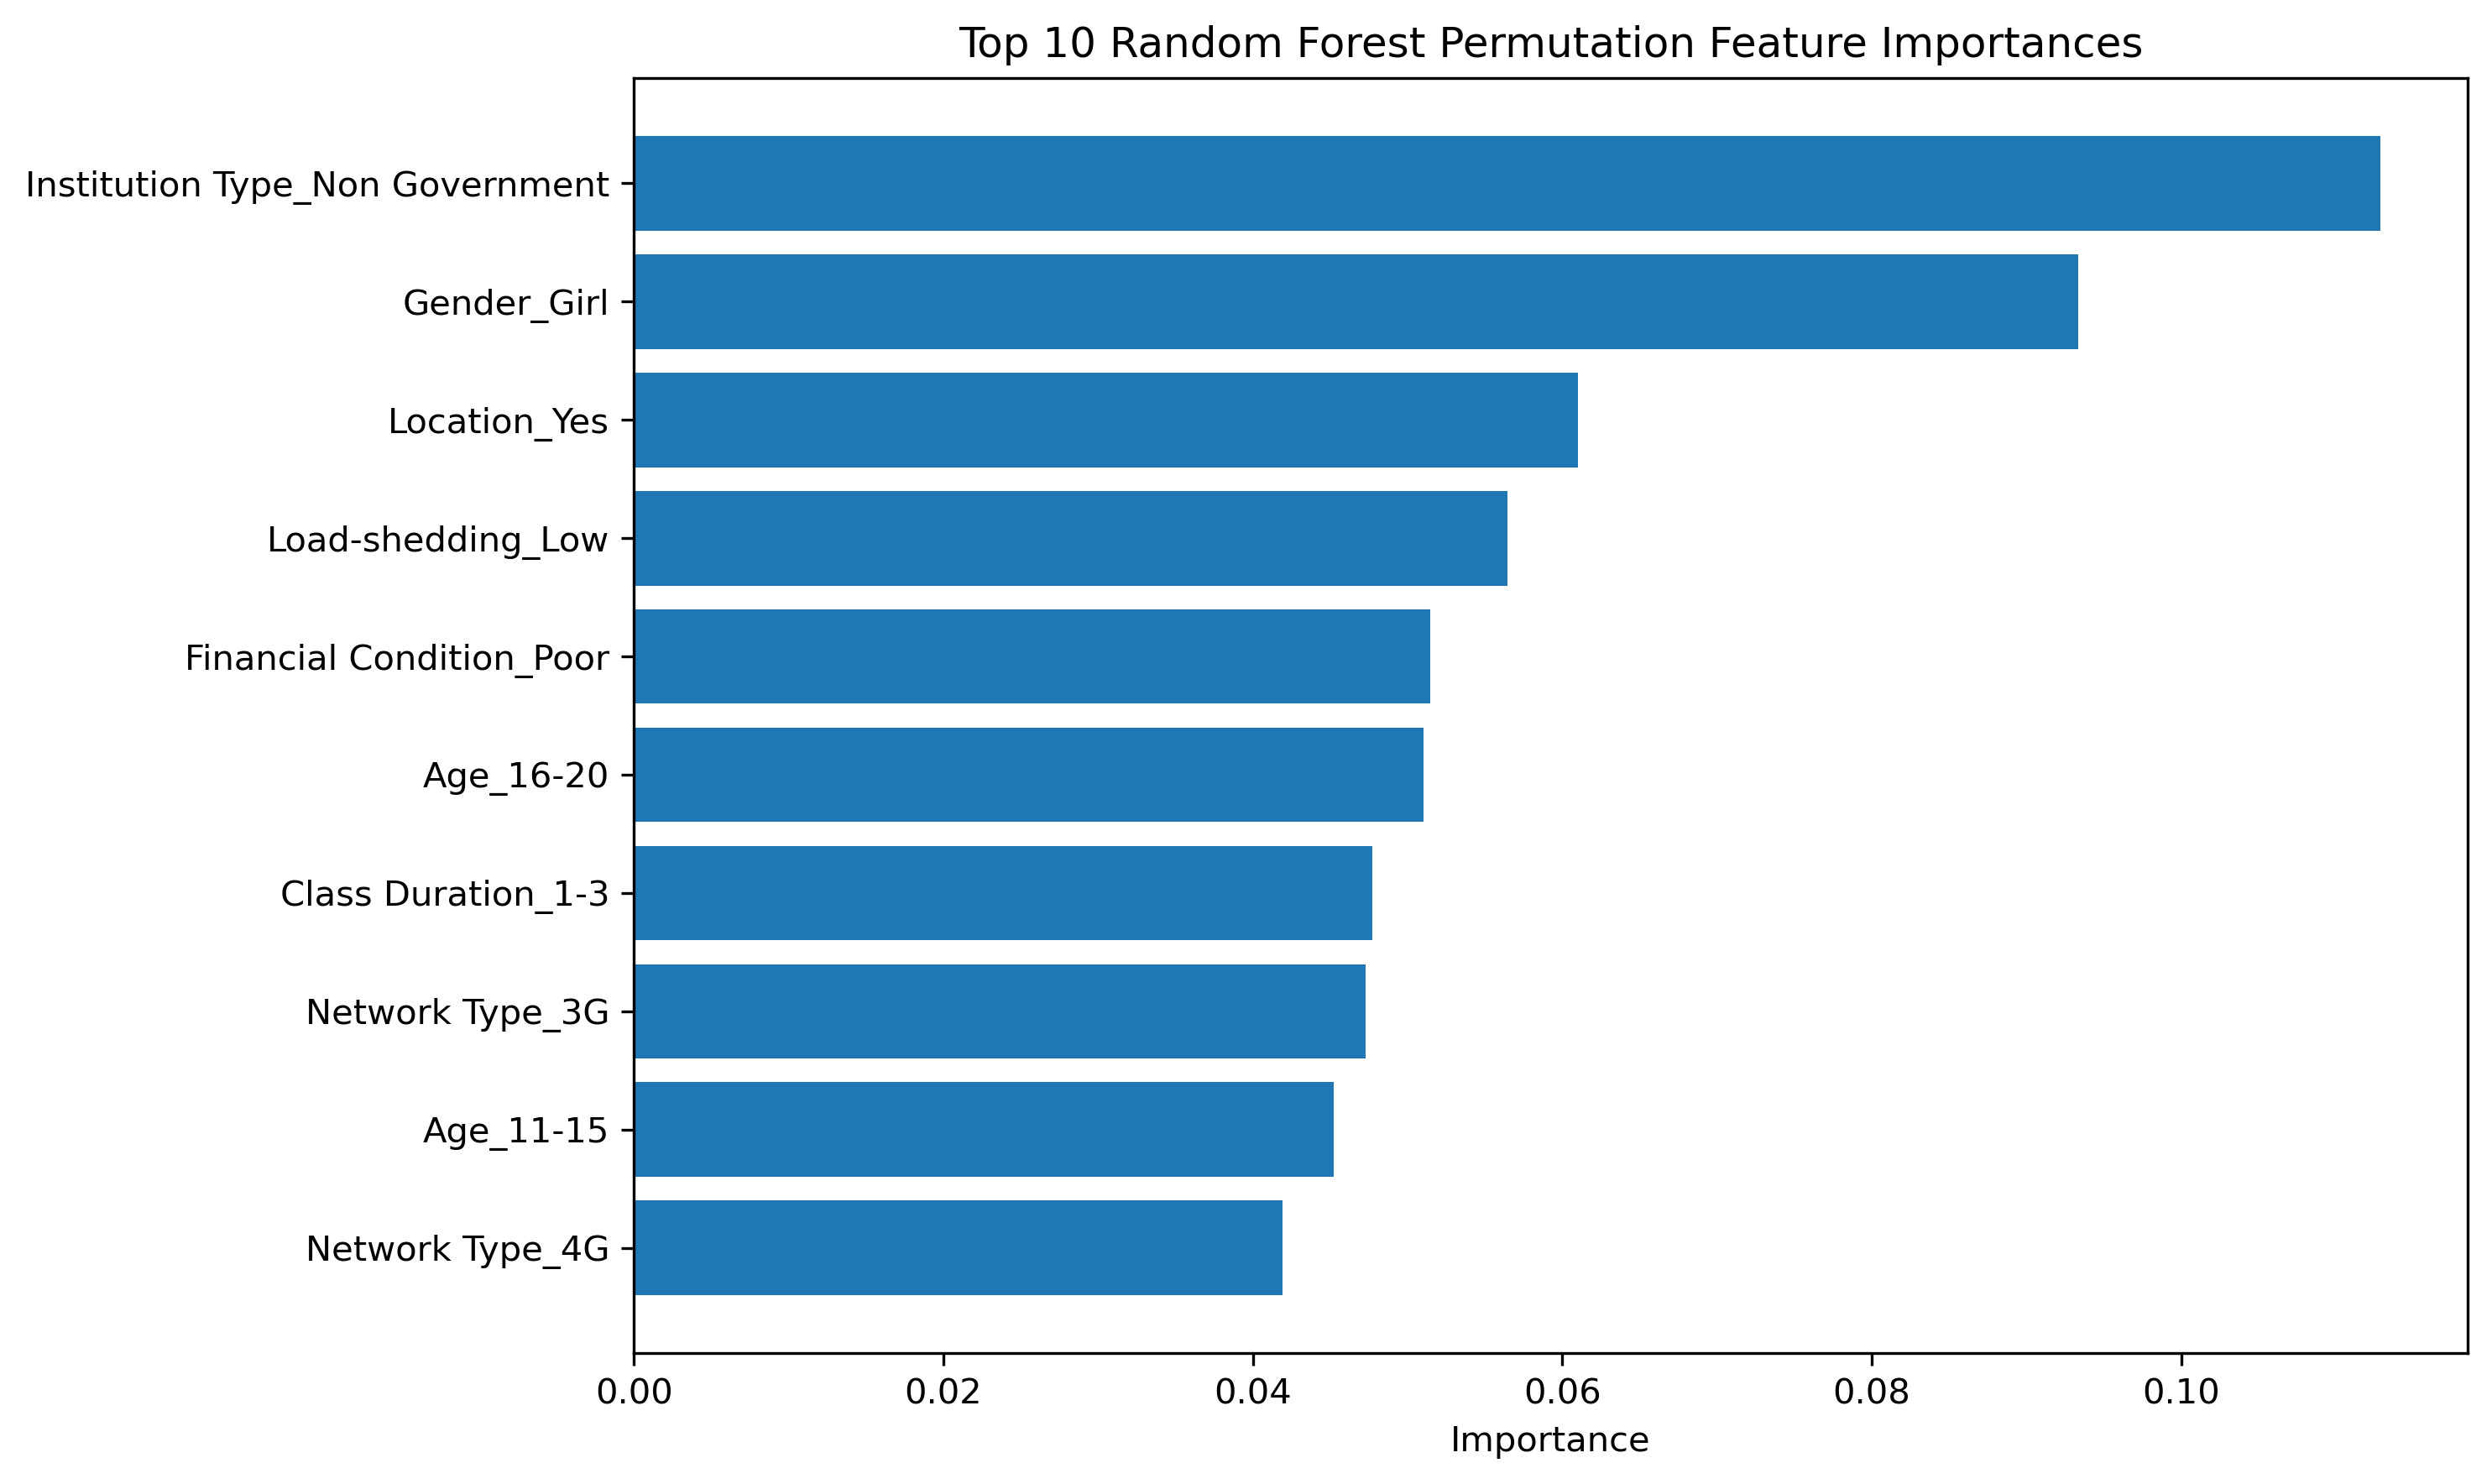 Top 10 Random Forest Permutation Feature Importances
Institution Type_Non Government
Gender_Girl
Location_Yes
Load-shedding_Low
Financial Condition_Poor
Age_16-20
Class Duration_1-3
Network Type_3G
Age_11-15
Network Type_4G
0.00 0.02 0.04 0.06 0.08 0.10
Importance